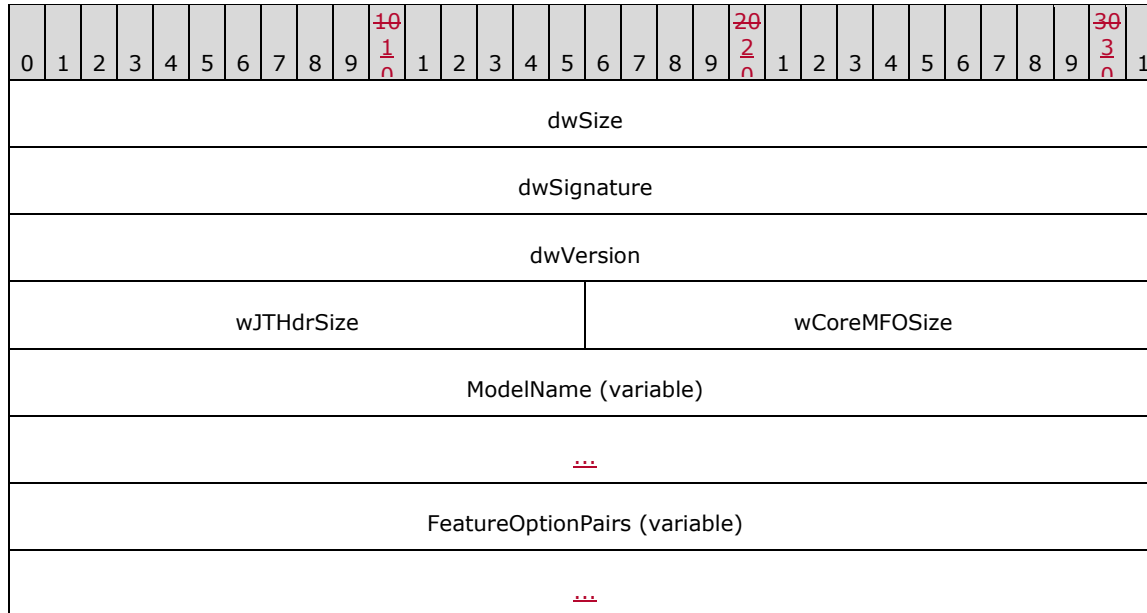 10 20 30
0 1 2 3 4 5 6 7 8 9 1 1 2 3 4 5 6 7 8 9 2 1 2 3 4 5 6 7 8 9 3 1
0 0 0
dwSize
dwSignature
dwVersion
wJTHdrSize wCoreMFOSize
ModelName (variable)
...
FeatureOptionPairs (variable)
...